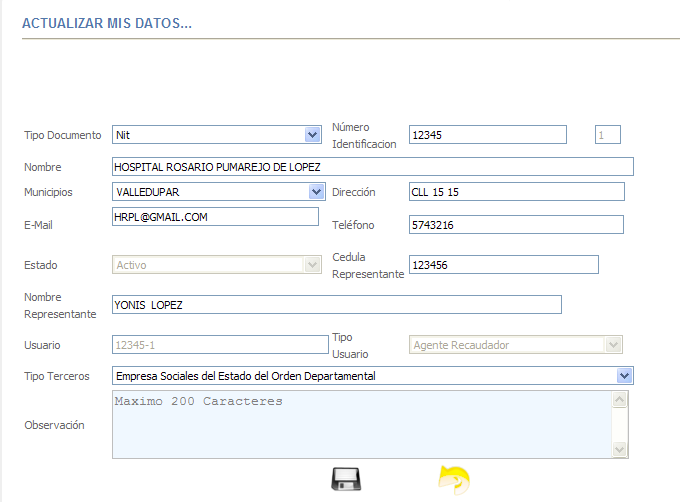 ACTUALIZAR MIS DATOS...
Tipo Documento Nit Número Identificacion 12345 1
Nombre HOSPITAL ROSARIO PUMAREJO DE LOPEZ
Municipios VALLEDUPAR Dirección CLL 15 15
E-Mail HRPL@GMAIL.COM Teléfono 5743216
Estado Activo Cedula Representante 123456
Nombre Representante YONIS LOPEZ
Usuario 12345-1 Tipo Usuario Agente Recaudador
Tipo Terceros Empresa Sociales del Estado del Orden Departamental
Observación Maximo 200 Caracteres